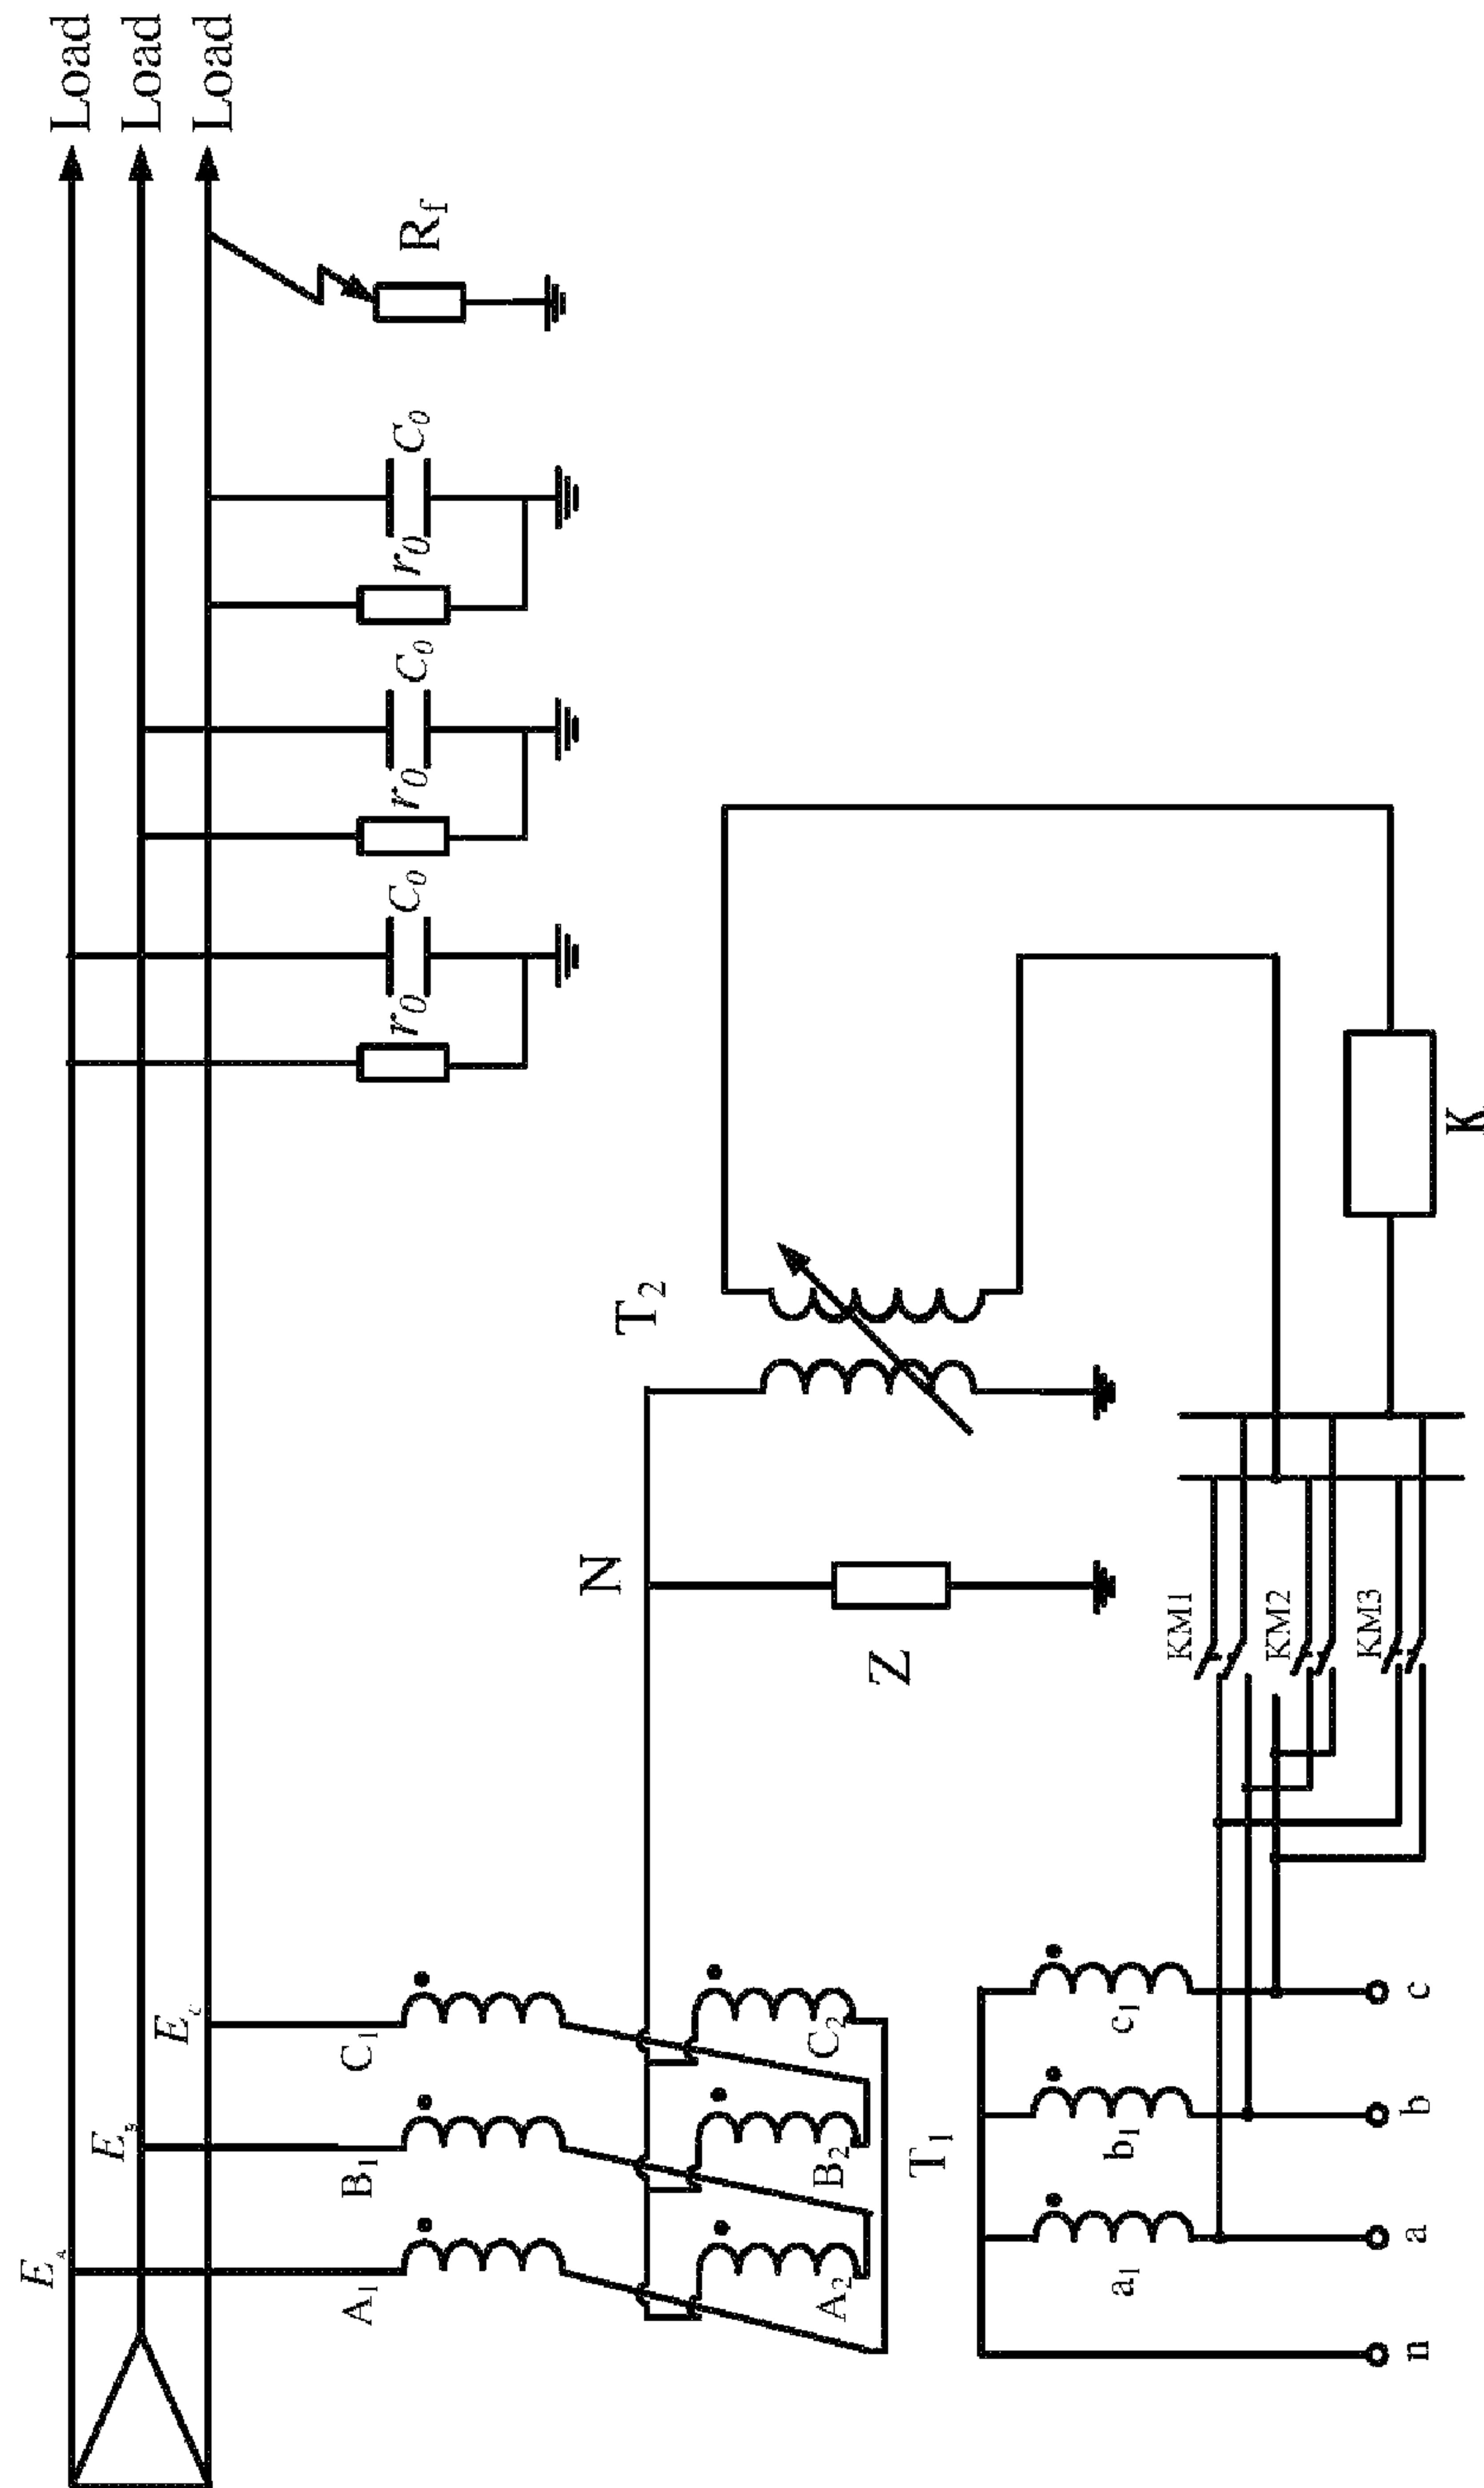 Load
Load
Load
R_f
C_0
r_0
C_0
r_0
C_0
r_0
T_2
K
N
Z
KM1
KM2
KM3
E_A
E_B
E_C
A_1
B_1
C_1
A_2
B_2
C_2
T_1
a_1
b_1
c_1
n
a
b
c